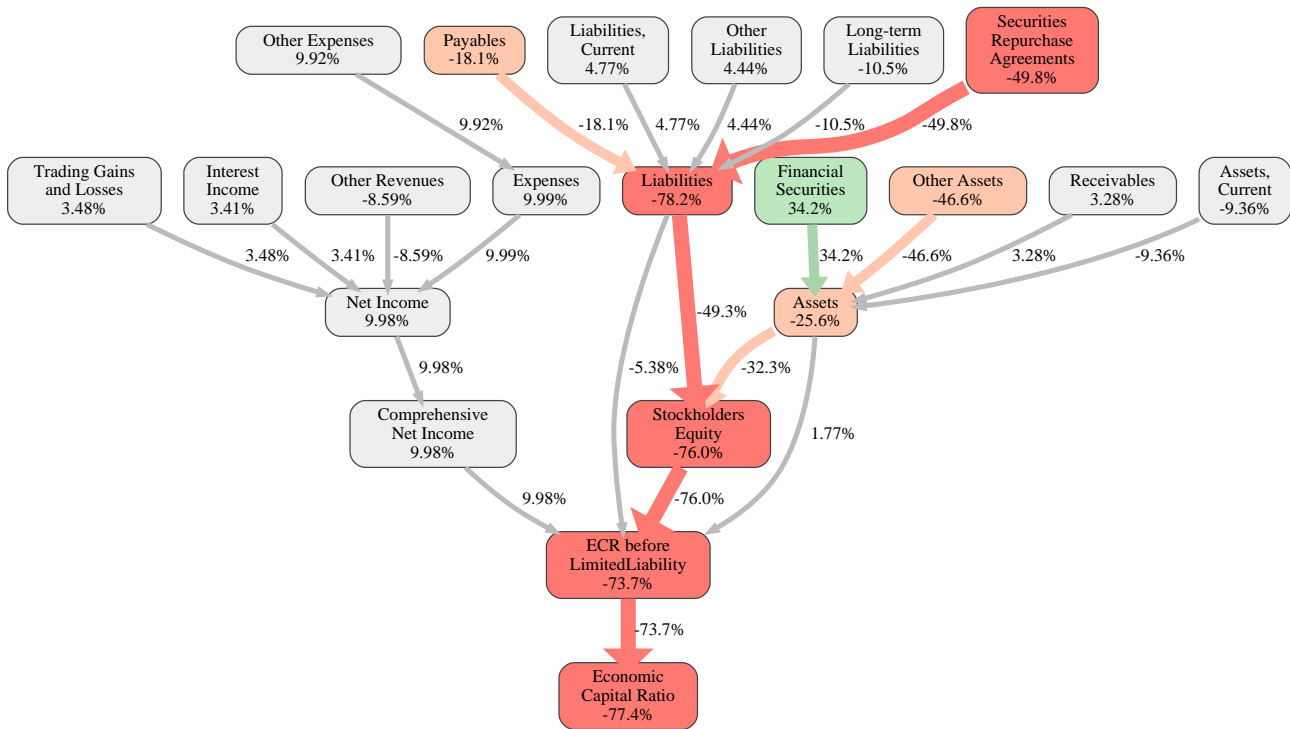 Other Expenses
9.92%
Payables
-18.1%
Liabilities,
Current
4.77%
Other
Liabilities
4.44%
Long-term
Liabilities
-10.5%
Securities
Repurchase
Agreements
-49.8%
9.92%
-18.1%
4.77%
4.44%
-10.5%
-49.8%
Trading Gains
and Losses
3.48%
Interest
Income
3.41%
Other Revenues
-8.59%
Expenses
9.99%
Liabilities
-78.2%
Financial
Securities
34.2%
Other Assets
-46.6%
Receivables
3.28%
Assets,
Current
-9.36%
3.48%
3.41%
-8.59%
9.99%
34.2%
-46.6%
3.28%
-9.36%
Net Income
9.98%
-49.3%
Assets
-25.6%
9.98%
-5.38%
-32.3%
Comprehensive
Net Income
9.98%
Stockholders
Equity
-76.0%
1.77%
9.98%
-76.0%
ECR before
LimitedLiability
-73.7%
-73.7%
Economic
Capital Ratio
-77.4%